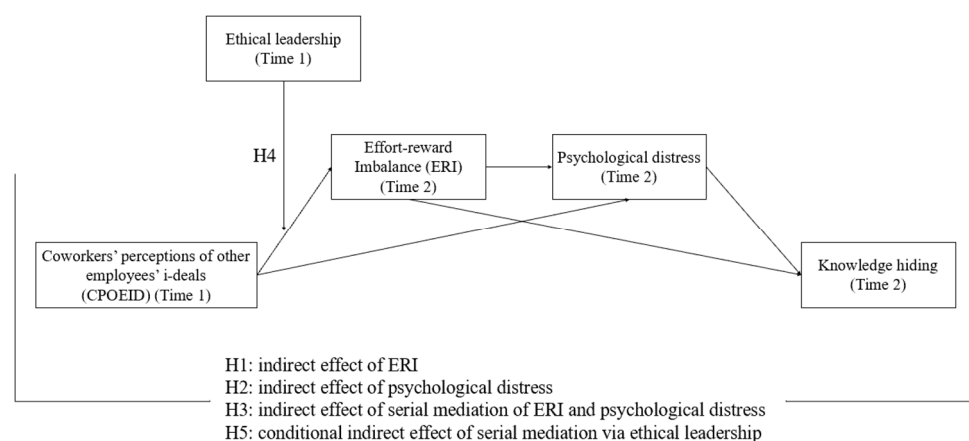 Ethical leadership
(Time 1)
H4
Effort-reward
Imbalance (ERI)
(Time 2)
Psychological distress
(Time 2)
Coworkers’ perceptions of other
employees’ i-deals
(CPOEID) (Time 1)
Knowledge hiding
(Time 2)
H1: indirect effect of ERI
H2: indirect effect of psychological distress
H3: indirect effect of serial mediation of ERI and psychological distress
H5: conditional indirect effect of serial mediation via ethical leadership